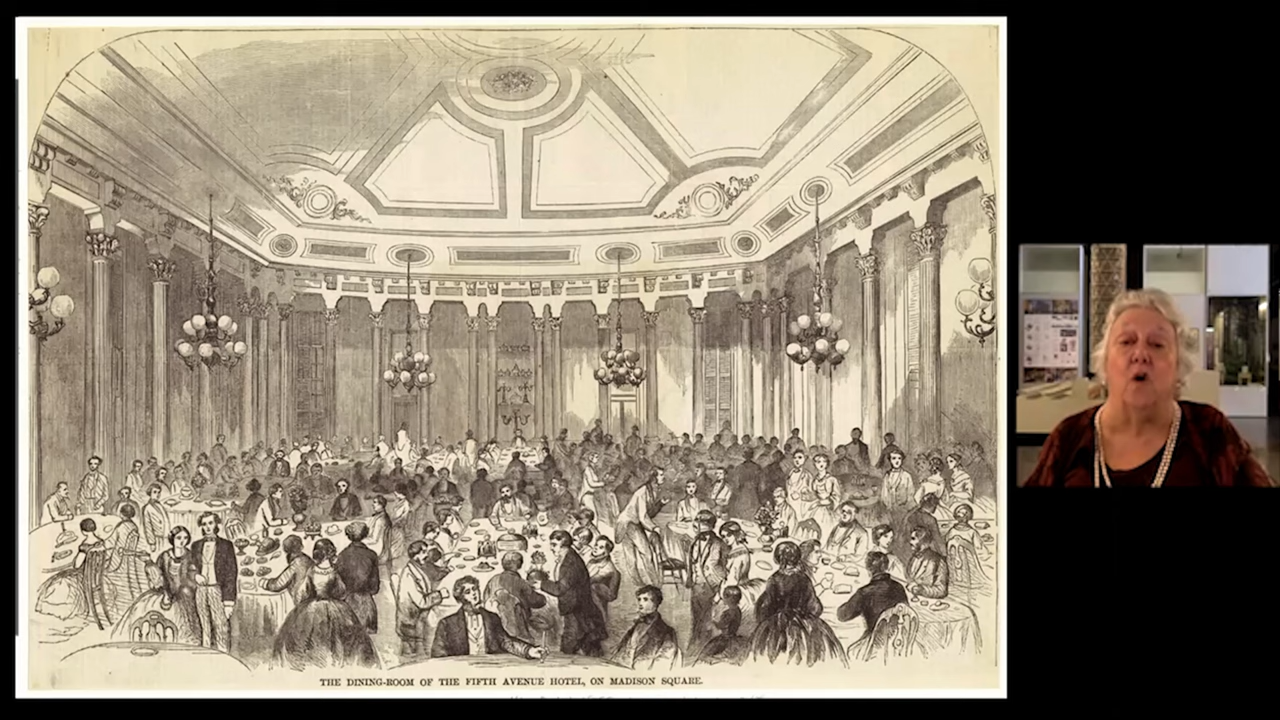 THE DINING-ROOM OF THE FIFTH AVENUE HOTEL, ON MADISON SQUARE.